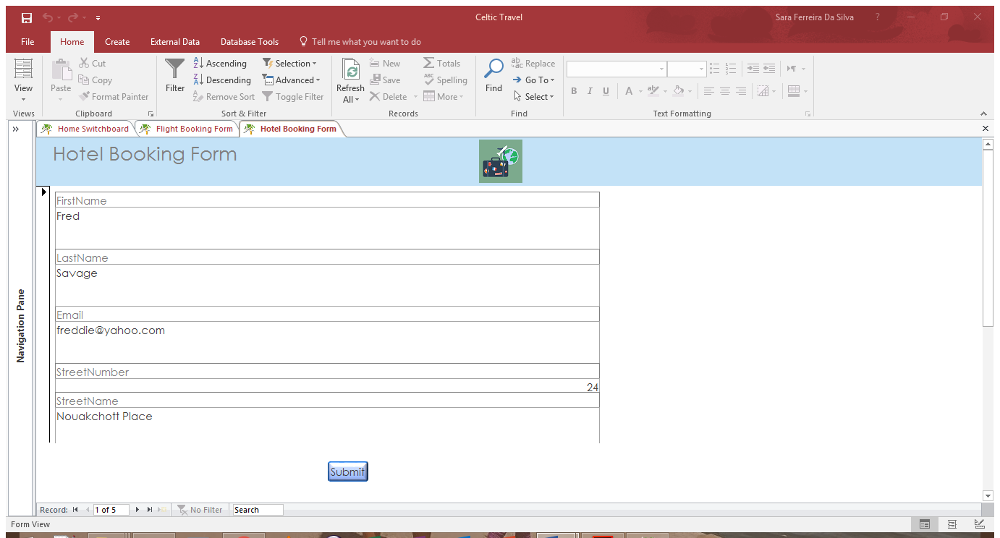 Celtic Travel
Sara Ferreira Da Silva ?
File Home Create External Data Database Tools Tell me what you want to do
View
Views
Paste
Cut
Copy
Format Painter
Clipboard
Filter
Ascending
Descending
Remove Sort
Selection
Advanced
Toggle Filter
Sort & Filter
Refresh
All
New
Save
Delete
Totals
ABC Spelling
More
Records
Find
Replace
Go To
Select
Find
B I U A
Text Formatting
Home Switchboard Flight Booking Form Hotel Booking Form
Navigation Pane
Hotel Booking Form
FirstName
Fred
LastName
Savage
Email
freddie@yahoo.com
StreetNumber
24
StreetName
Nouakchott Place
Submit
Record: 1 of 5 No Filter Search
Form View